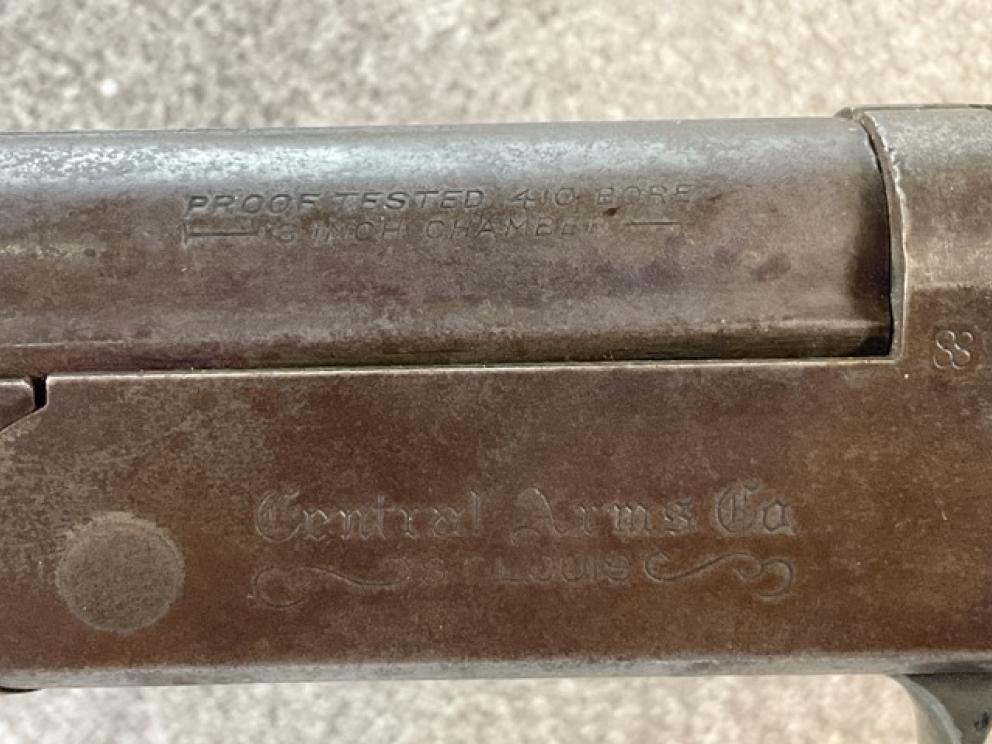 PROOF TESTED 410 BORE
3 INCH CHAMBER
Central Arms Co
ST. LOUIS